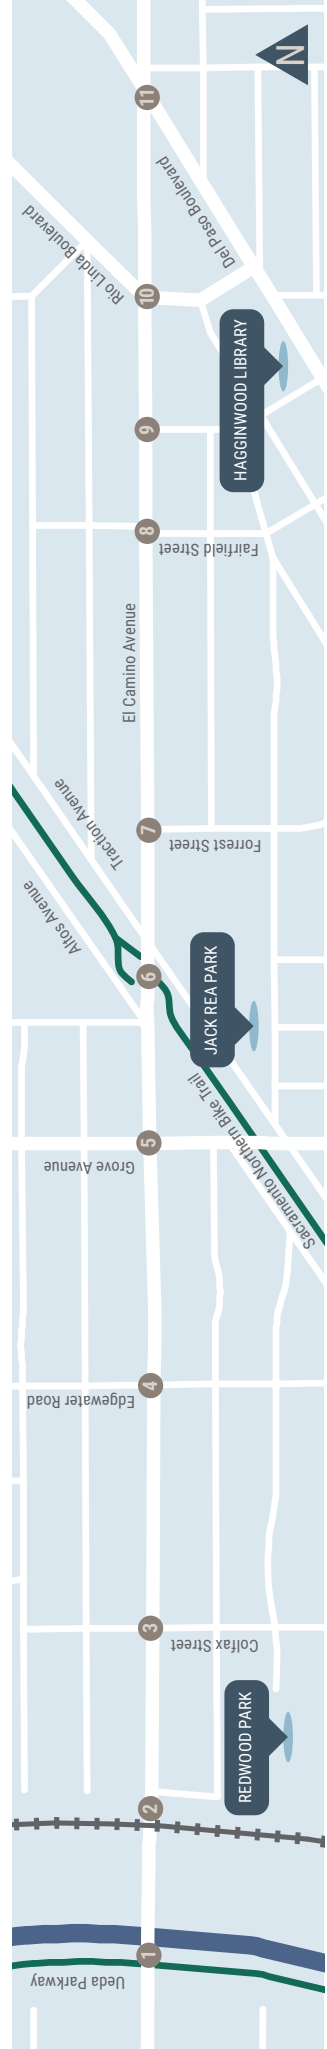 N
11
Del Paso Boulevard
Rio Linda Boulevard
10
HAGGINWOOD LIBRARY
9
8
Fairfield Street
El Camino Avenue
Traction Avenue
7
Forrest Street
Altos Avenue
6
JACK REA PARK
Sacramento Northern Bike Trail
5
Grove Avenue
4
Edgewater Road
3
Colfax Street
REDWOOD PARK
2
1
Ueda Parkway